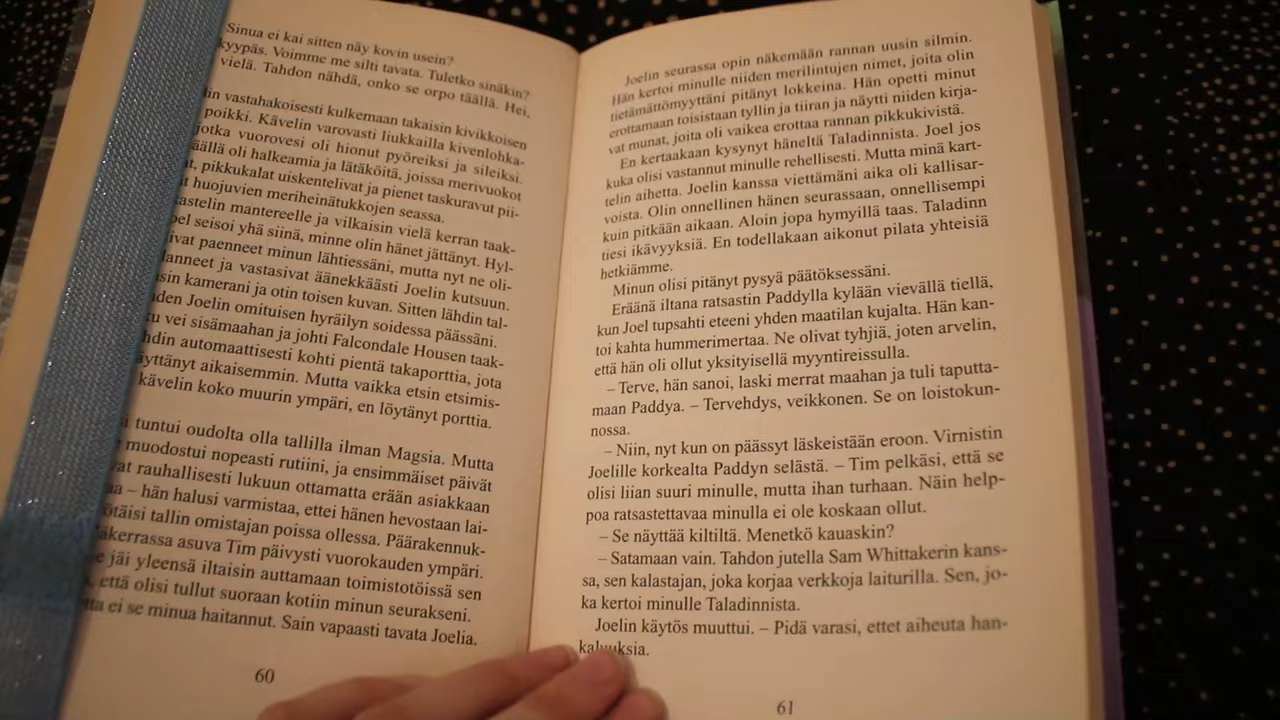 Sinua ei kai sitten näy kovin usein?
kyypäs. Voimme me silti tavata. Tuletko sinäkin?
vielä. Tahdon nähdä, onko se orpo täällä. Hei,
vastahakoisesti kulkemaan takaisin kivikkoisen
poikki. Kävelin varovasti liukkailla kivenlohka-
jotka vuorovesi oli hionut pyöreiksi ja sileiksi.
oli halkeamia ja lätäköitä, joissa merivuokot
pikkukalat uiskentelivat ja pienet taskuravut pii-
huojuvien meriheinätukkojen seassa.
mantereelle ja vilkaisin vielä kerran taak-
seisoi yhä siinä, minne olin hänet jättänyt. Hyl-
paenneet minun lähtiessäni, mutta nyt ne oli-
ja vastasivat äänekkäästi Joelin kutsuun.
kamerani ja otin toisen kuvan. Sitten lähdin tal-
Joelin omituisen hyräilyn soidessa päässäni.
vei sisämaahan ja johti Falcondale Housen taak-
automaattisesti kohti pientä takaporttia, jota
aikaisemmin. Mutta vaikka etsin etsimis-
kävelin koko muurin ympäri, en löytänyt porttia.
tuntui oudolta olla tallilla ilman Magsia. Mutta
muodostui nopeasti rutiini, ja ensimmäiset päivät
rauhallisesti lukuun ottamatta erään asiakkaan
– hän halusi varmistaa, ettei hänen hevostaan lai-
tallin omistajan poissa ollessa. Päärakennuk-
asuva Tim päivysti vuorokauden ympäri.
jäi yleensä iltaisin auttamaan toimistotöissä sen
että olisi tullut suoraan kotiin minun seurakseni.
ei se minua haitannut. Sain vapaasti tavata Joelia.
60
Joelin seurassa opin näkemään rannan uusin silmin.
Hän kertoi minulle niiden merilintujen nimet, joita olin
tietämättömyyttäni pitänyt lokkeina. Hän opetti minut
erottamaan toisistaan tyllin ja tiiran ja näytti niiden kirja-
vat munat, joita oli vaikea erottaa rannan pikkukivistä.
En kertaakaan kysynyt häneltä Taladinnista. Joel jos
kuka olisi vastannut minulle rehellisesti. Mutta minä kart-
telin aihetta. Joelin kanssa viettämäni aika oli kallisar-
voista. Olin onnellinen hänen seurassaan, onnellisempi
kuin pitkään aikaan. Aloin jopa hymyillä taas. Taladinn
tiesi ikävyyksiä. En todellakaan aikonut pilata yhteisiä
hetkiämme.
Minun olisi pitänyt pysyä päätöksessäni.
Eräänä iltana ratsastin Paddylla kylään vievällä tiellä,
kun Joel tupsahti eteeni yhden maatilan kujalta. Hän kan-
toi kahta hummerimertaa. Ne olivat tyhjiä, joten arvelin,
että hän oli ollut yksityisellä myyntireissulla.
– Terve, hän sanoi, laski merrat maahan ja tuli taputta-
maan Paddya. – Tervehdys, veikkonen. Se on loistokun-
nossa.
– Niin, nyt kun on päässyt läskeistään eroon. Virnistin
Joelille korkealta Paddyn selästä. – Tim pelkäsi, että se
olisi liian suuri minulle, mutta ihan turhaan. Näin help-
poa ratsastettavaa minulla ei ole koskaan ollut.
– Se näyttää kiltiltä. Menetkö kauaskin?
– Satamaan vain. Tahdon jutella Sam Whittakerin kans-
sa, sen kalastajan, joka korjaa verkkoja laiturilla. Sen, jo-
ka kertoi minulle Taladinnista.
Joelin käytös muuttui. – Pidä varasi, ettet aiheuta han-
kaluuksia.
61